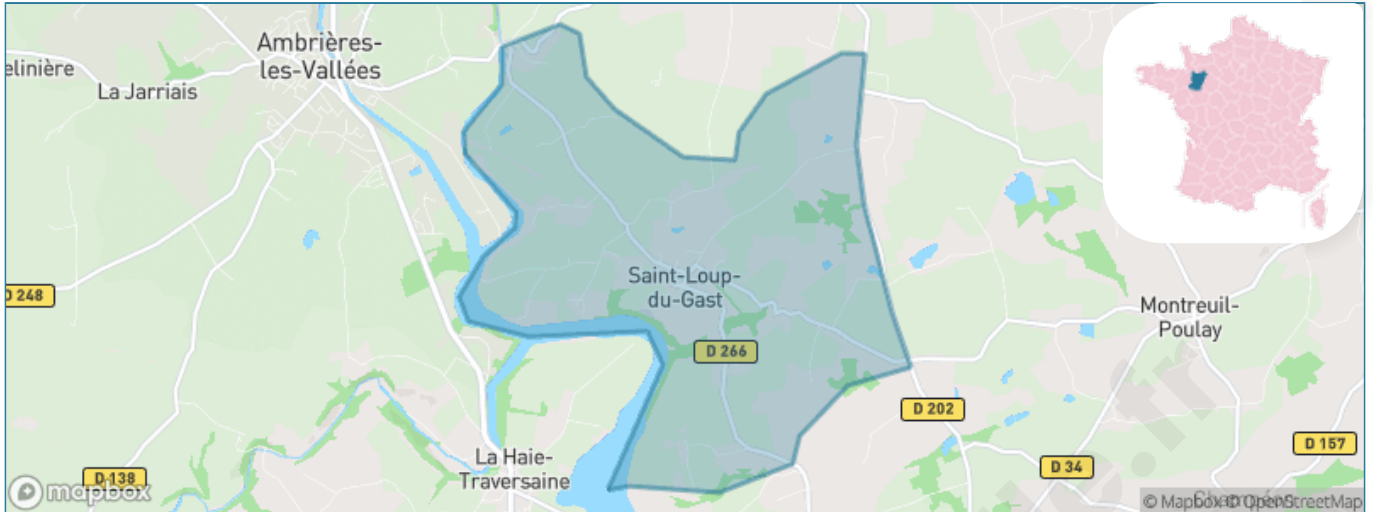 Ambrières-
les-Vallées
elinière
La Jarriais
Saint-Loup-
du-Gast
D 248
Montreuil-
Poulay
D 266
D 202
D 157
La Haie-
Traversaine
D 34
D 138
mapbox
© Mapbox © OpenStreetMap